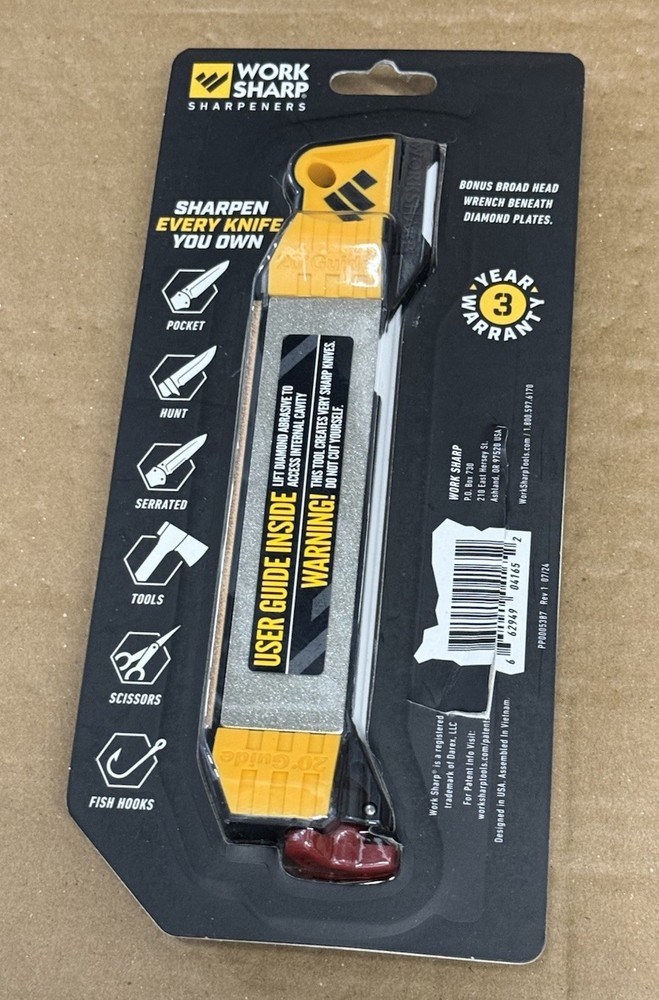 WORK
SHARP®
SHARPENERS
SHARPEN
EVERY KNIFE
YOU OWN
POCKET
HUNT
SERRATED
TOOLS
SCISSORS
FISH HOOKS
20° Guide
USER GUIDE INSIDE
LIFT DIAMOND ABRASIVE TO
ACCESS INTERNAL CAVITY
WARNING!
THIS TOOL CREATES VERY SHARP KNIVES.
DO NOT CUT YOURSELF.
BONUS BROAD HEAD
WRENCH BENEATH
DIAMOND PLATES.
YEAR
3
WARRANTY
WORK SHARP
P.O. Box 730
210 East Hersey St.
Ashland, OR 97520 USA
WorkSharpTools.com / 1.800.597.6170
6 62949 04165 2
PP0005387 Rev 1 07/24
Work Sharp® is a registered
trademark of Darex, LLC
For Patent Info Visit:
worksharptools.com/patent
Designed in USA. Assembled In Vietnam.